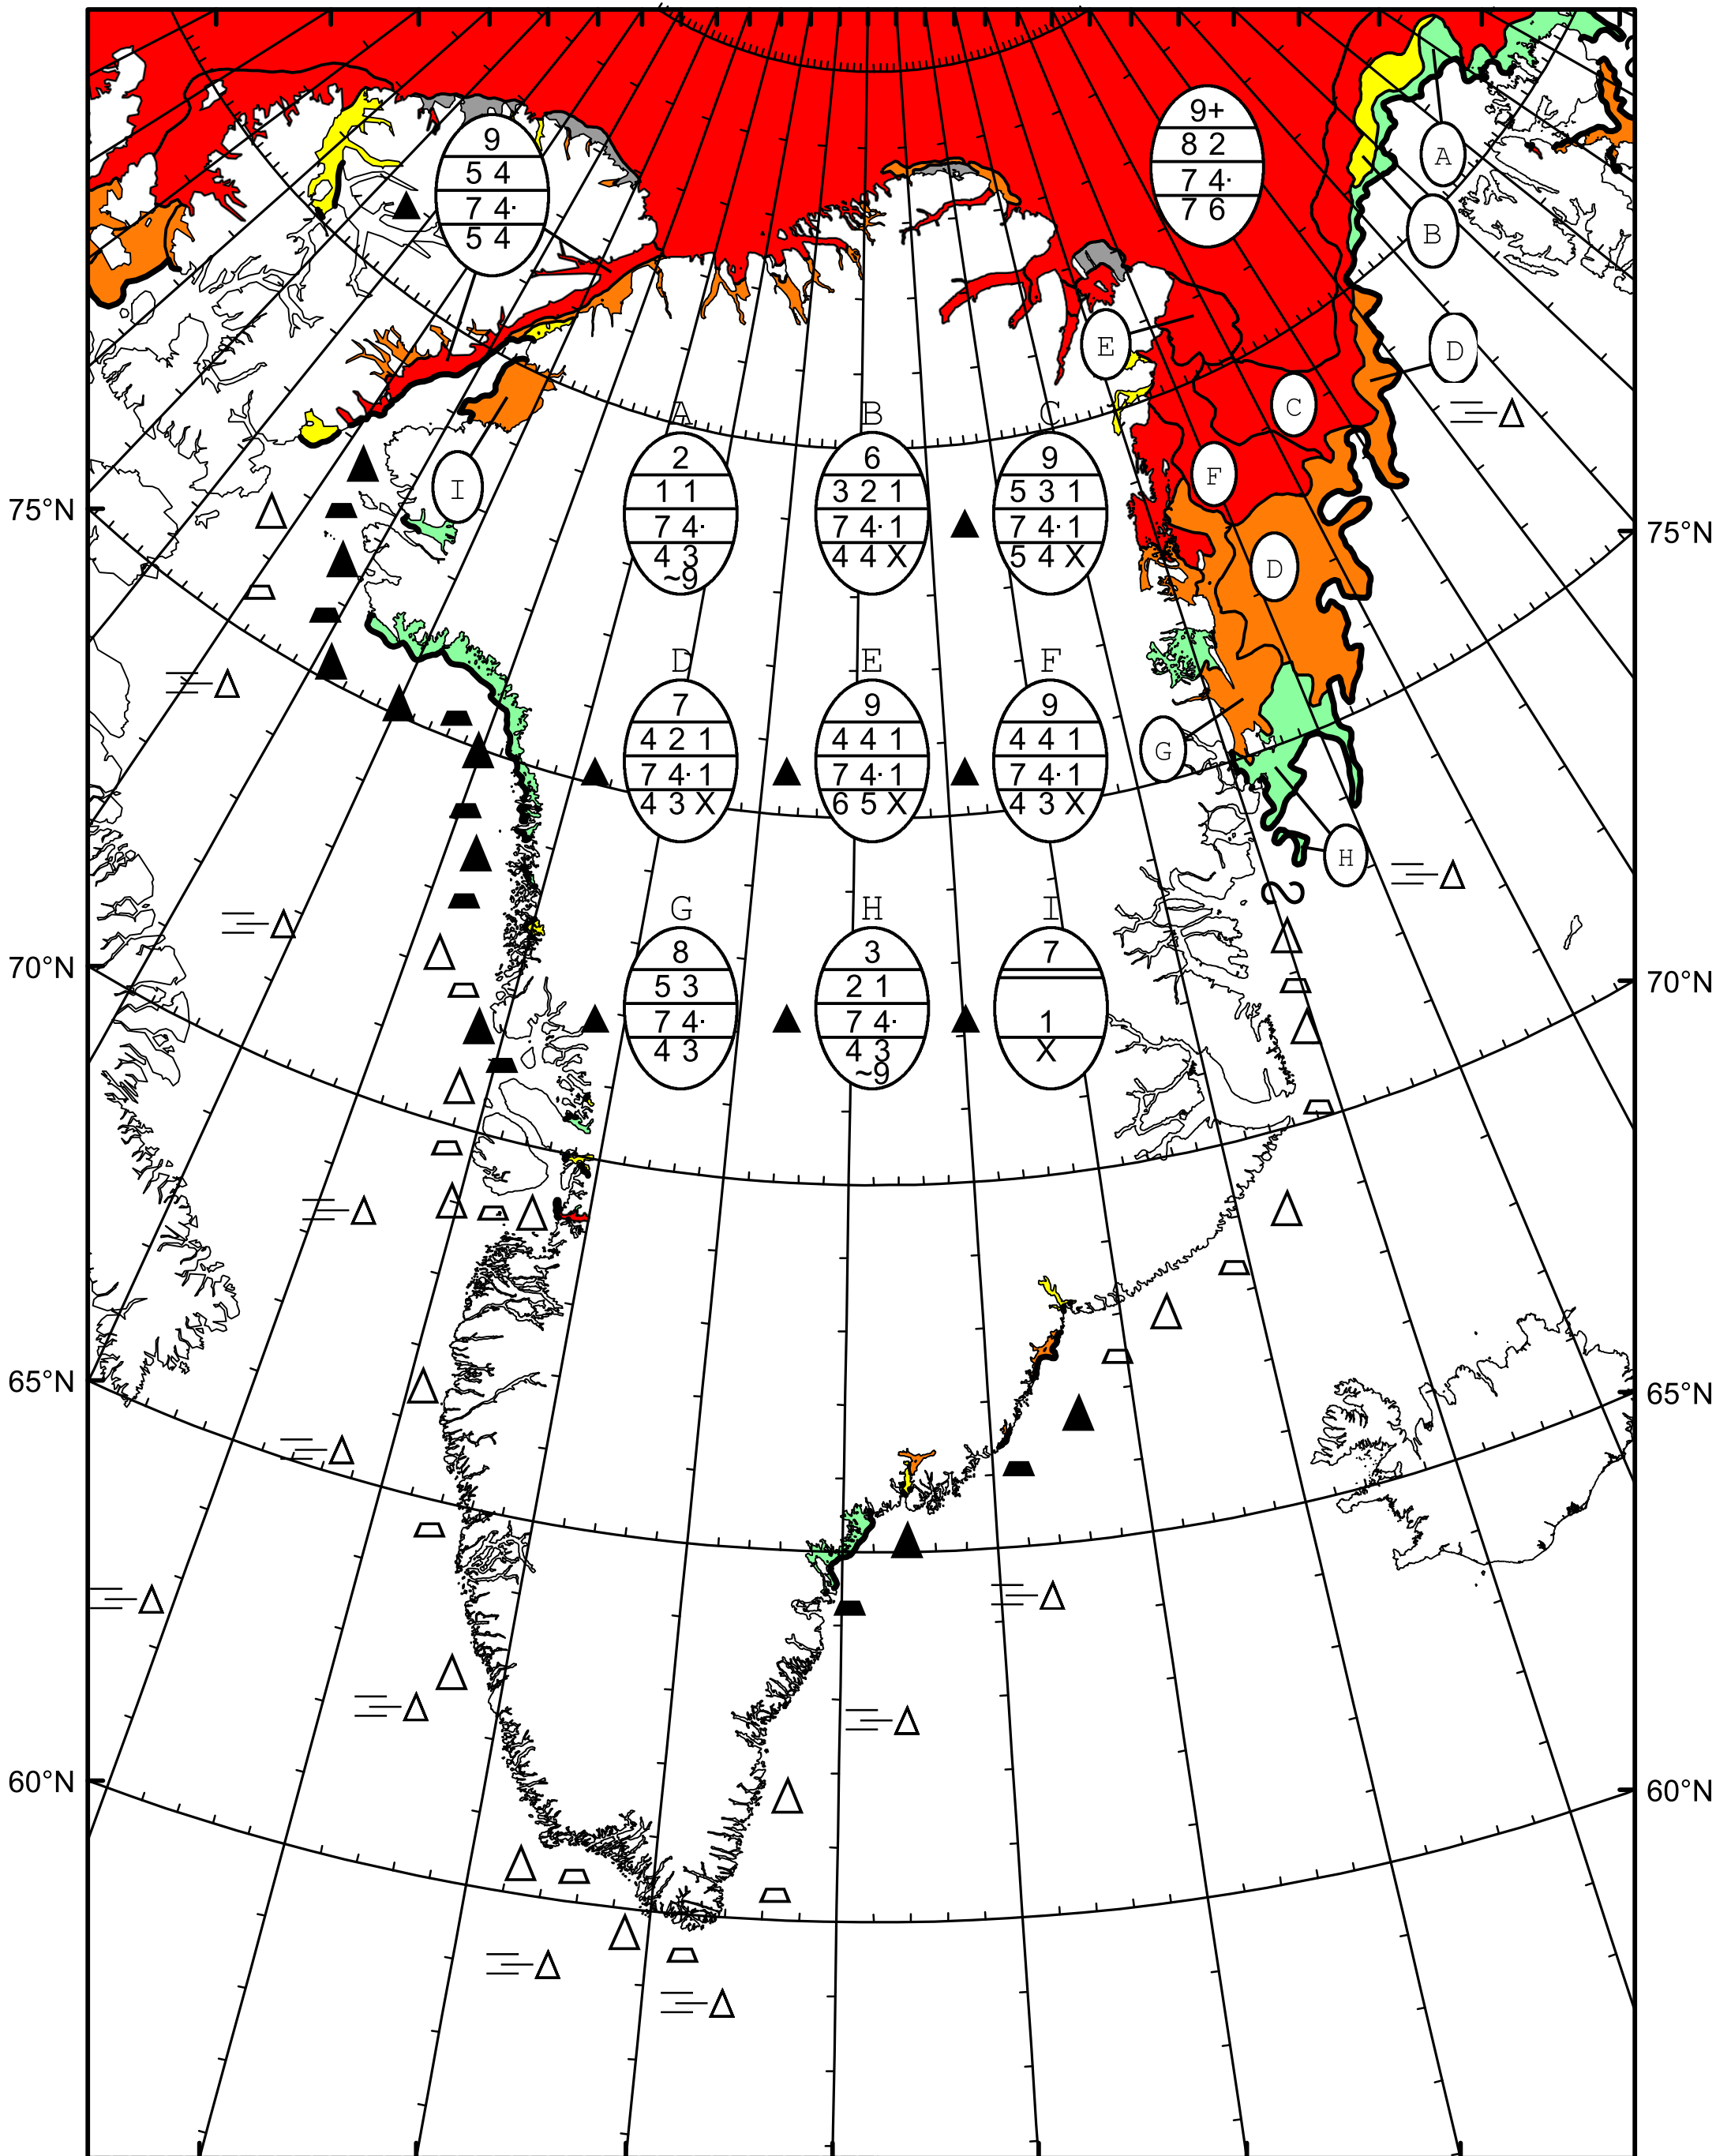 9+
8 2
7 4·
7 6
9
5 4
7 4·
5 4
A
B
E
D
C
A
B
C
F
I
2
1 1
7 4·
4 3
~9
6
3 2 1
7 4· 1
4 4 X
9
5 3 1
7 4· 1
5 4 X
75°N
75°N
D
D
E
F
7
4 2 1
7 4· 1
4 3 X
9
4 4 1
7 4· 1
6 5 X
9
4 4 1
7 4· 1
4 3 X
G
H
G
H
I
8
5 3
7 4·
4 3
3
2 1
7 4·
4 3
~9
7
1
X
70°N
70°N
65°N
65°N
60°N
60°N